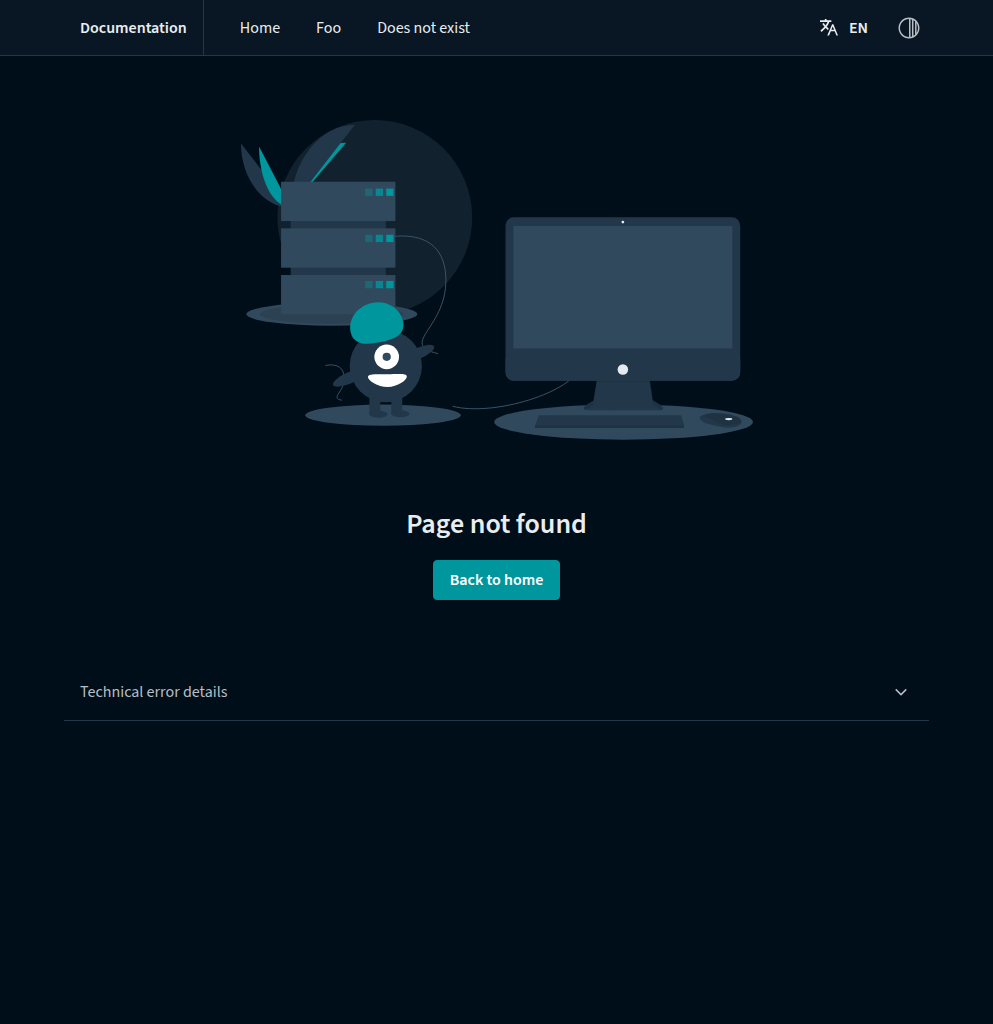 Documentation
Home
Foo
Does not exist
EN
Page not found
Back to home
Technical error details